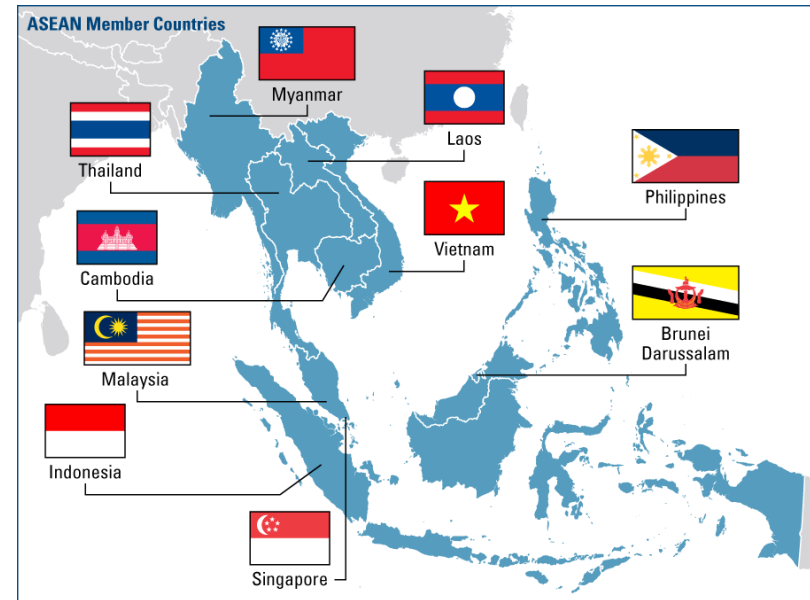 ASEAN Member Countries
Myanmar
Laos
Thailand
Philippines
Vietnam
Cambodia
Brunei
Darussalam
Malaysia
Indonesia
Singapore